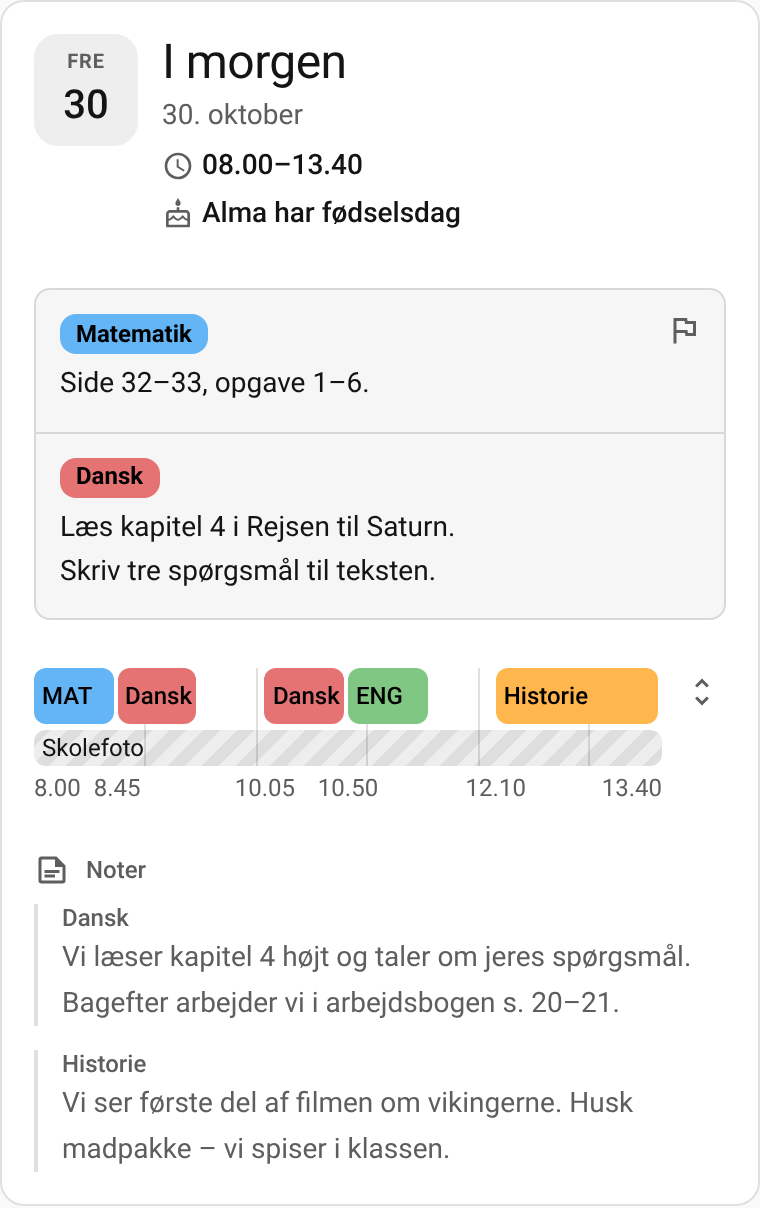 FRE
30
I morgen
30. oktober
08.00–13.40
Alma har fødselsdag
Matematik
Side 32–33, opgave 1–6.
Dansk
Læs kapitel 4 i Rejsen til Saturn.
Skriv tre spørgsmål til teksten.
MAT Dansk Dansk ENG Historie
Skolefoto
8.00 8.45 10.05 10.50 12.10 13.40
Noter
Dansk
Vi læser kapitel 4 højt og taler om jeres spørgsmål.
Bagefter arbejder vi i arbejdsbogen s. 20–21.
Historie
Vi ser første del af filmen om vikingerne. Husk
madpakke – vi spiser i klassen.